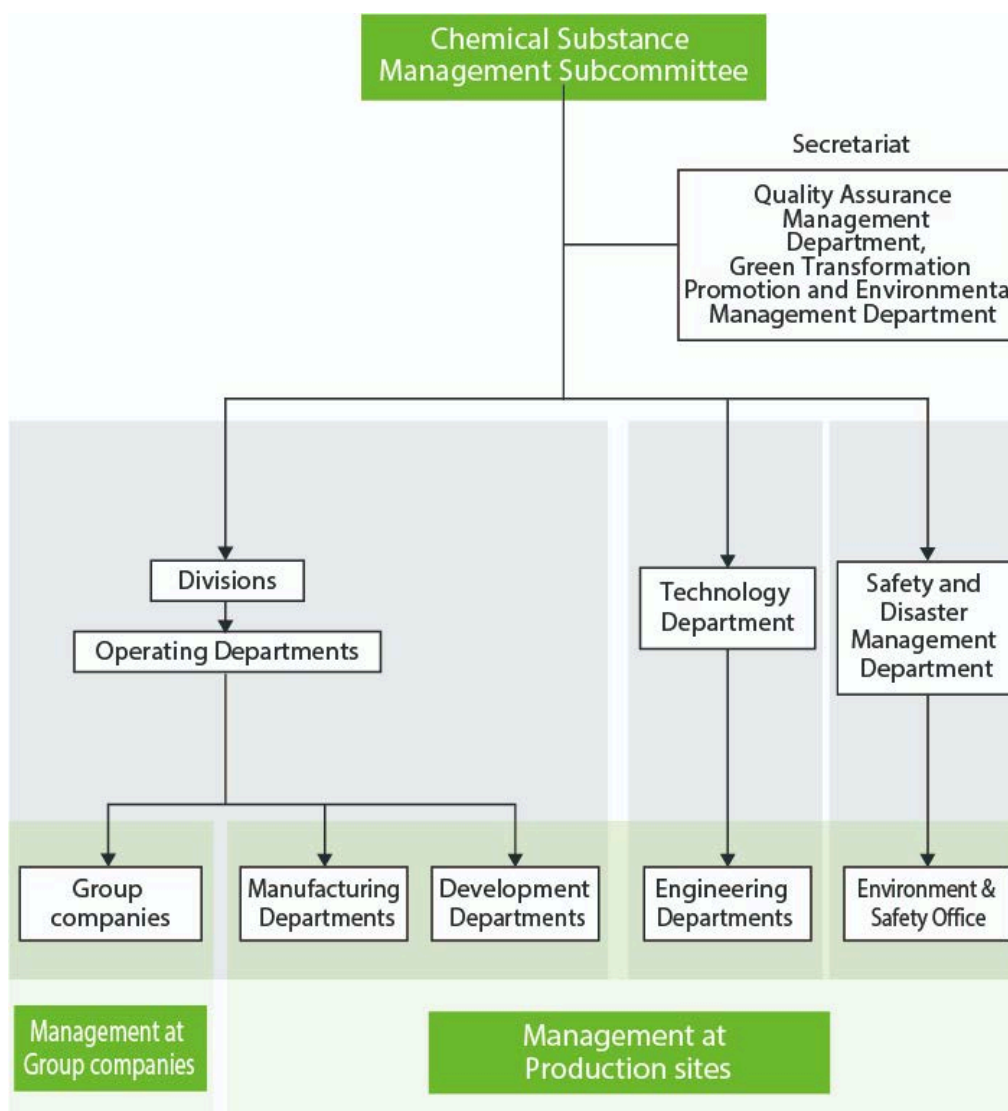 Chemical Substance
Management Subcommittee
Secretariat
Quality Assurance
Management
Department,
Green Transformation
Promotion and Environmenta
Management Department
Divisions
Operating Departments
Technology
Department
Safety and
Disaster
Management
Department
Group
companies
Manufacturing
Departments
Development
Departments
Engineering
Departments
Environment &
Safety Office
Management at
Group companies
Management at
Production sites